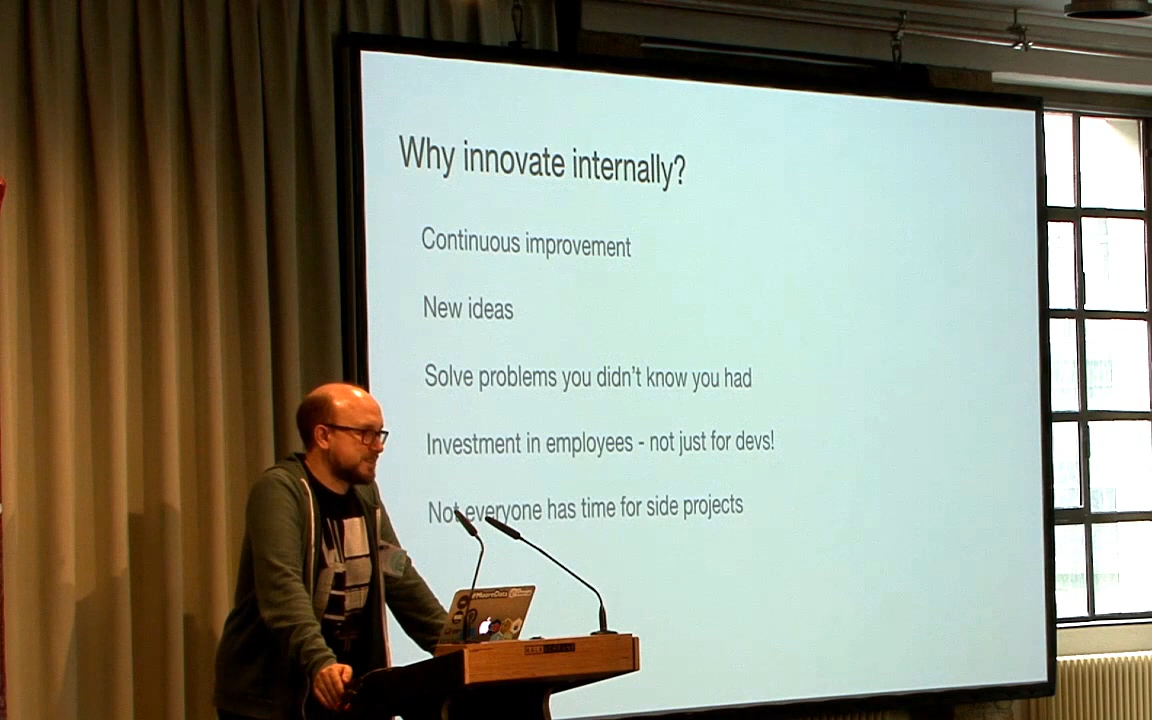 Why innovate internally?
Continuous improvement
New ideas
Solve problems you didn't know you had
Investment in employees - not just for devs!
Not everyone has time for side projects
#MooreData